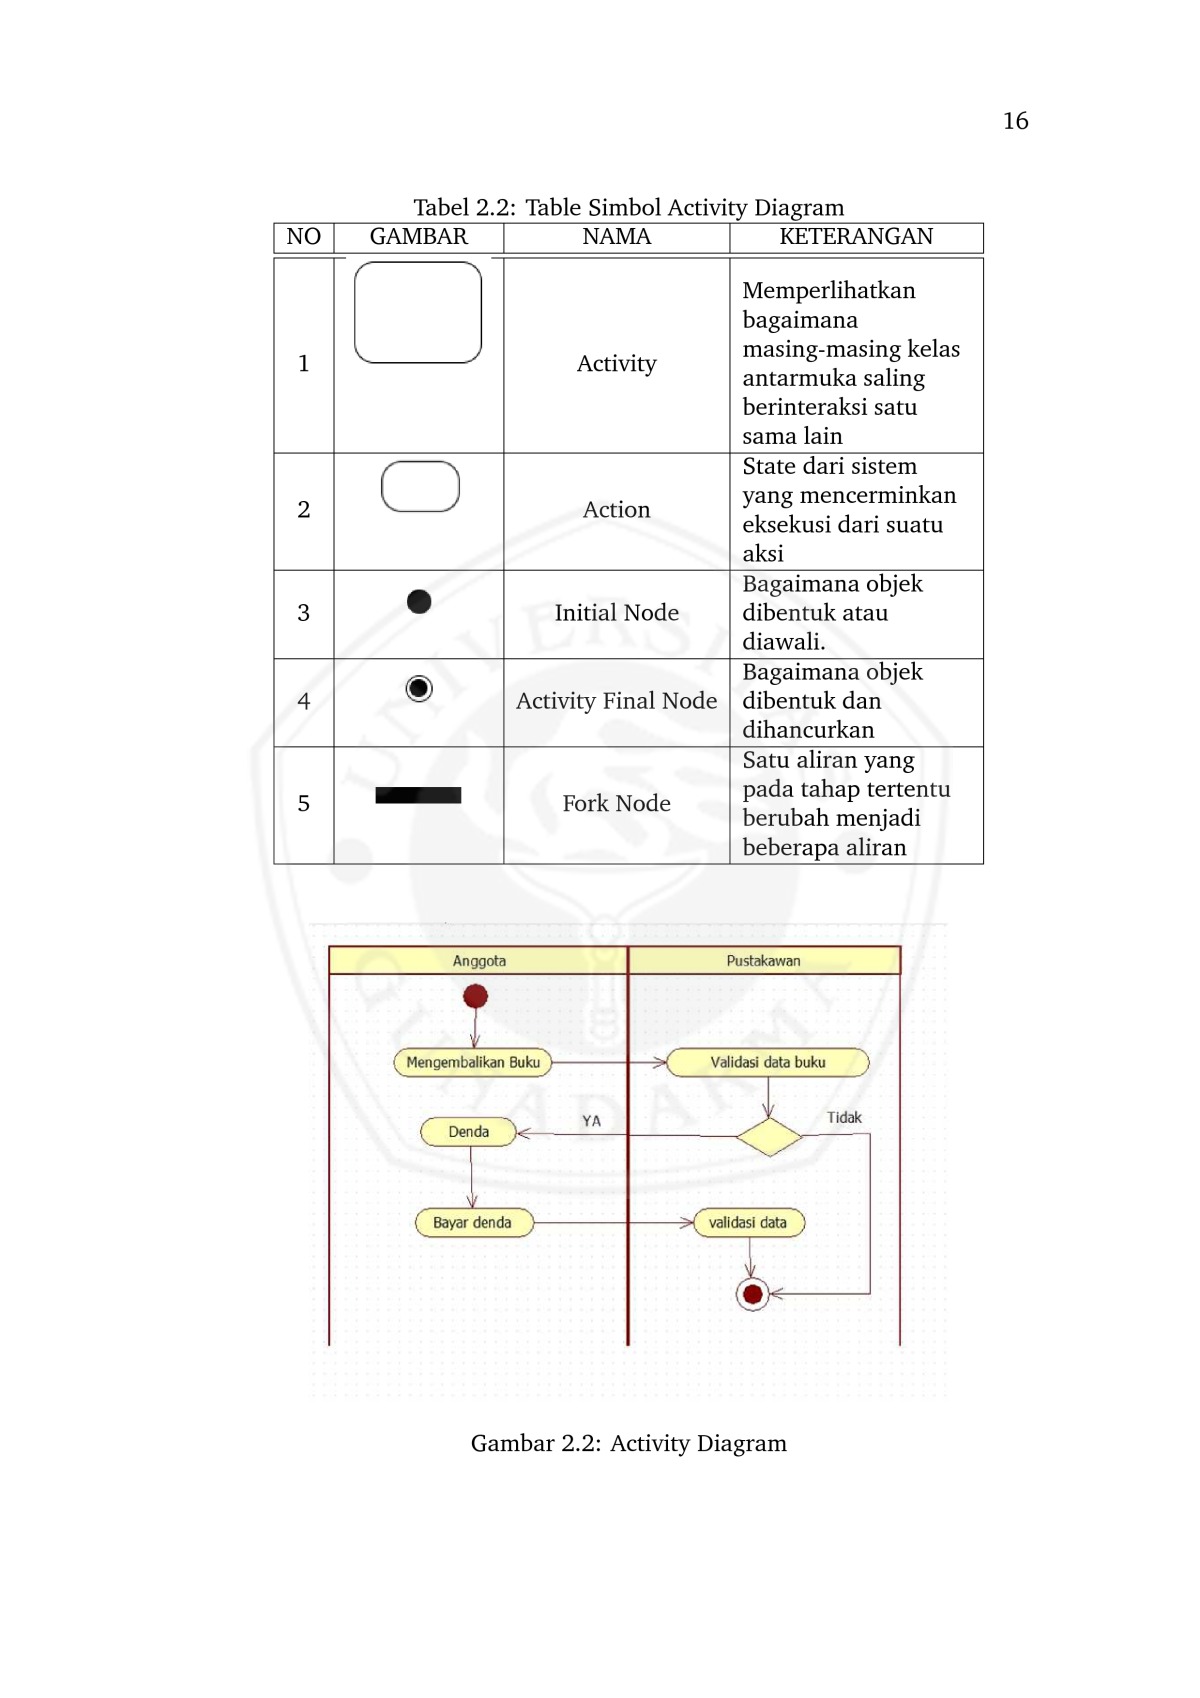 16
Tabel 2.2: Table Simbol Activity Diagram
NO GAMBAR NAMA KETERANGAN
1 Activity Memperlihatkan
bagaimana
masing-masing kelas
antarmuka saling
berinteraksi satu
sama lain
2 Action State dari sistem
yang mencerminkan
eksekusi dari suatu
aksi
3 Initial Node Bagaimana objek
dibentuk atau
diawali.
4 Activity Final Node Bagaimana objek
dibentuk dan
dihancurkan
5 Fork Node Satu aliran yang
pada tahap tertentu
berubah menjadi
beberapa aliran
UNIVERSITAS
GUNADARMA
Anggota Pustakawan
Mengembalikan Buku Validasi data buku
YA Tidak
Denda
Bayar denda validasi data
Gambar 2.2: Activity Diagram